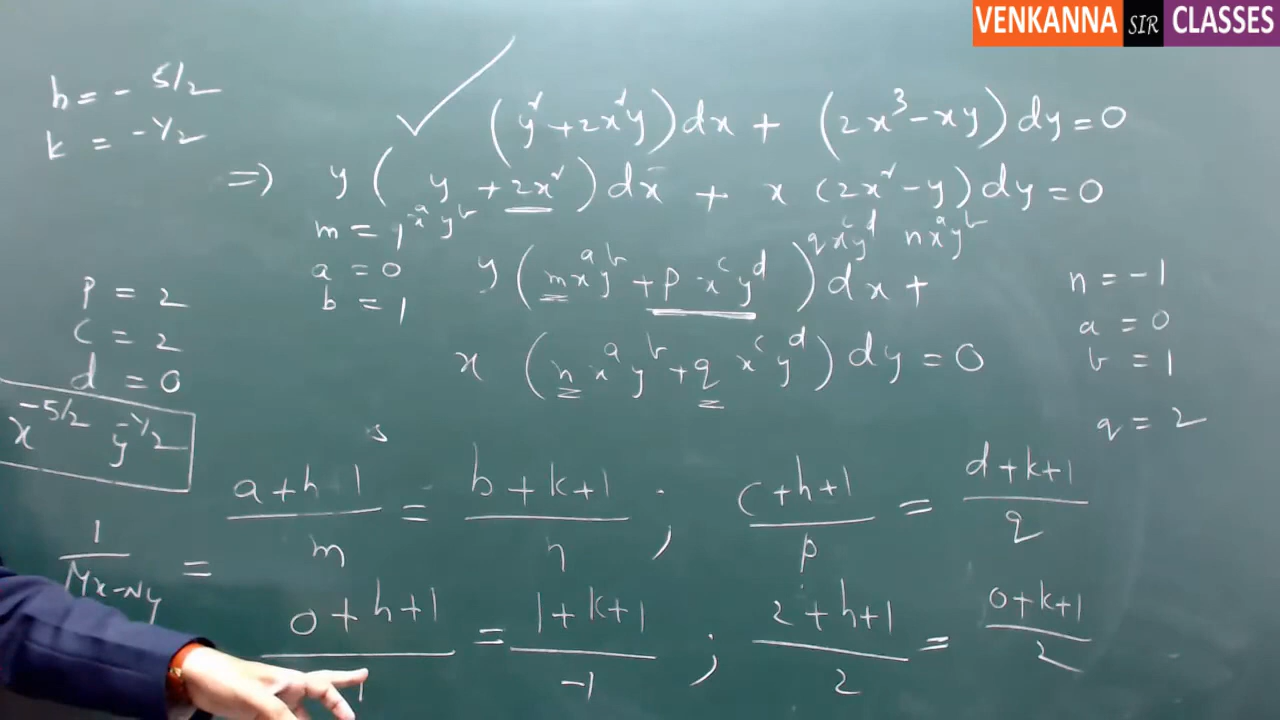 VENKANNA SIR CLASSES
h = - 5/2
k = - 1/2
(y² + 2x²y) dx + (2x³ - xy) dy = 0
⇒ y ( y + 2x² ) dx + x (2x² - y) dy = 0
m = 1 x^a y^b
a = 0
b = 1
q x^c y^d n x^a y^b
y ( m x^a y^b + p x^c y^d ) dx +
x ( n x^a y^b + q x^c y^d ) dy = 0
n = -1
a = 0
b = 1
q = 2
p = 2
c = 2
d = 0
x^-5/2 y^-1/2
(a+h 1)/m = (b+k+1)/n ; (c+h+1)/p = (d+k+1)/q
1/(Mx-Ny) =
(0+h+1)/1 = (1+k+1)/-1 ; (2+h+1)/2 = (0+k+1)/2